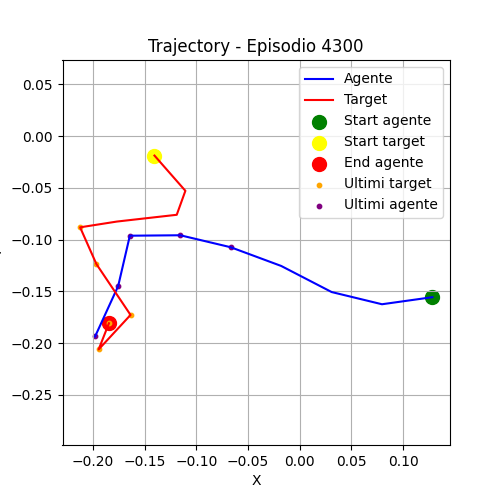 Trajectory - Episodio 4300
Agente
Target
Start agente
Start target
End agente
Ultimi target
Ultimi agente
0.05
0.00
−0.05
−0.10
−0.15
−0.20
−0.25
−0.20 −0.15 −0.10 −0.05 0.00 0.05 0.10
X